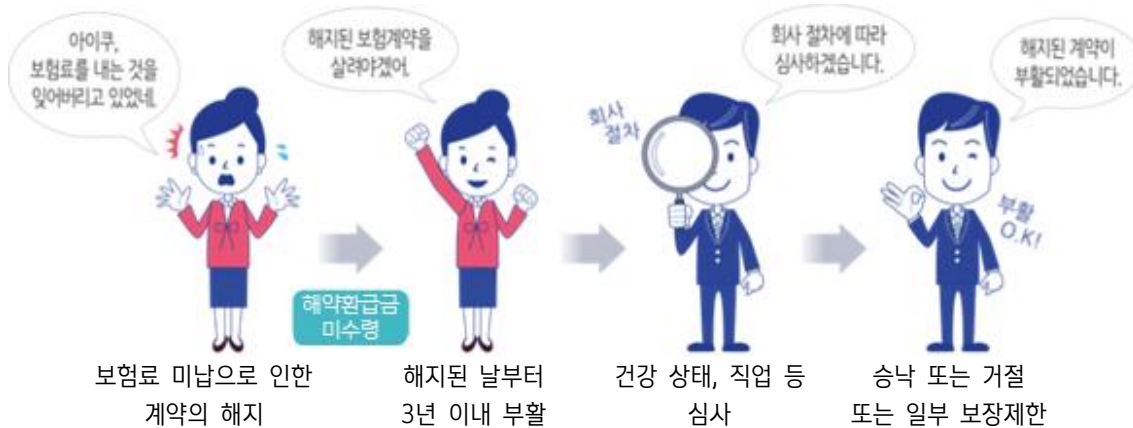 아이쿠,
보험료를 내는 것을
잊어버리고 있었네.
해지된 보험계약을
살려야겠어.
회사 절차에 따라
심사하겠습니다.
해지된 계약이
부활되었습니다.
회사
절차
부활
O.K!
해약환급금
미수령
보험료 미납으로 인한
계약의 해지
해지된 날부터
3년 이내 부활
건강 상태, 직업 등
심사
승낙 또는 거절
또는 일부 보장제한